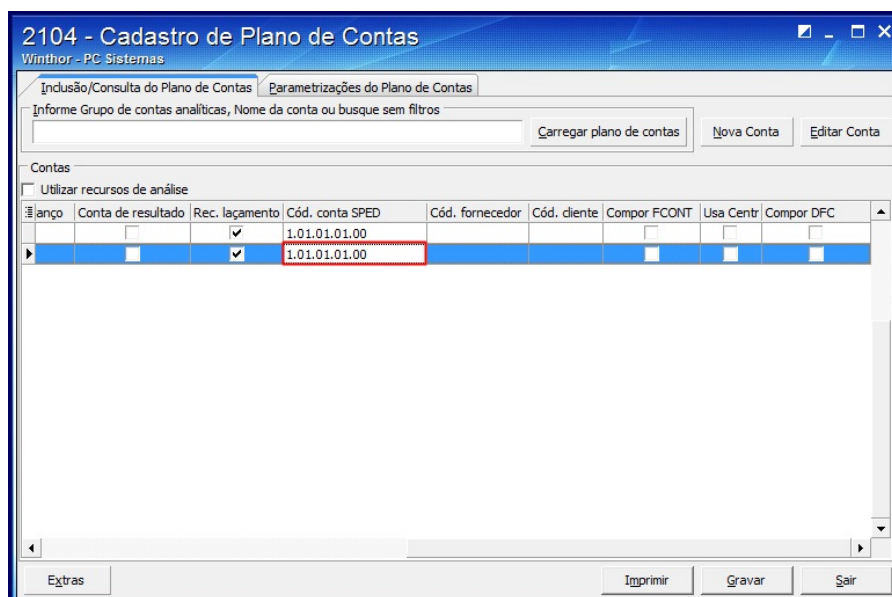 2104 - Cadastro de Plano de Contas
Winthor - PC Sistemas
Inclusão/Consulta do Plano de Contas Parametrizações do Plano de Contas
Informe Grupo de contas analíticas, Nome da conta ou busque sem filtros
Carregar plano de contas Nova Conta Editar Conta
Contas
Utilizar recursos de análise
anço Conta de resultado Rec. laçamento Cód. conta SPED Cód. fornecedor Cód. cliente Compor FCONT Usa Centr Compor DFC
1.01.01.01.00
1.01.01.01.00
Extras Imprimir Gravar Sair